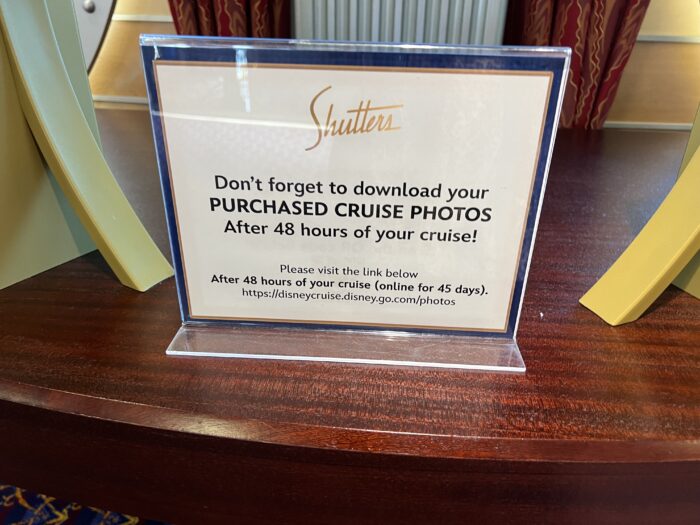 Shutters
Don't forget to download your
PURCHASED CRUISE PHOTOS
After 48 hours of your cruise!
Please visit the link below
After 48 hours of your cruise (online for 45 days).
https://disneycruise.disney.go.com/photos